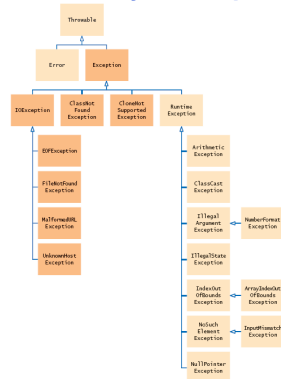 Throwable
Error
Exception
IOException
ClassNot
Found
Exception
CloneNot
Supported
Exception
Runtime
Exception
EOFException
FileNotFound
Exception
MalformedURL
Exception
UnknownHost
Exception
Arithmetic
Exception
ClassCast
Exception
Illegal
Argument
Exception
NumberFormat
Exception
IllegalState
Exception
IndexOut
OfBounds
Exception
ArrayIndexOut
OfBounds
Exception
NoSuch
Element
Exception
InputMismatch
Exception
NullPointer
Exception